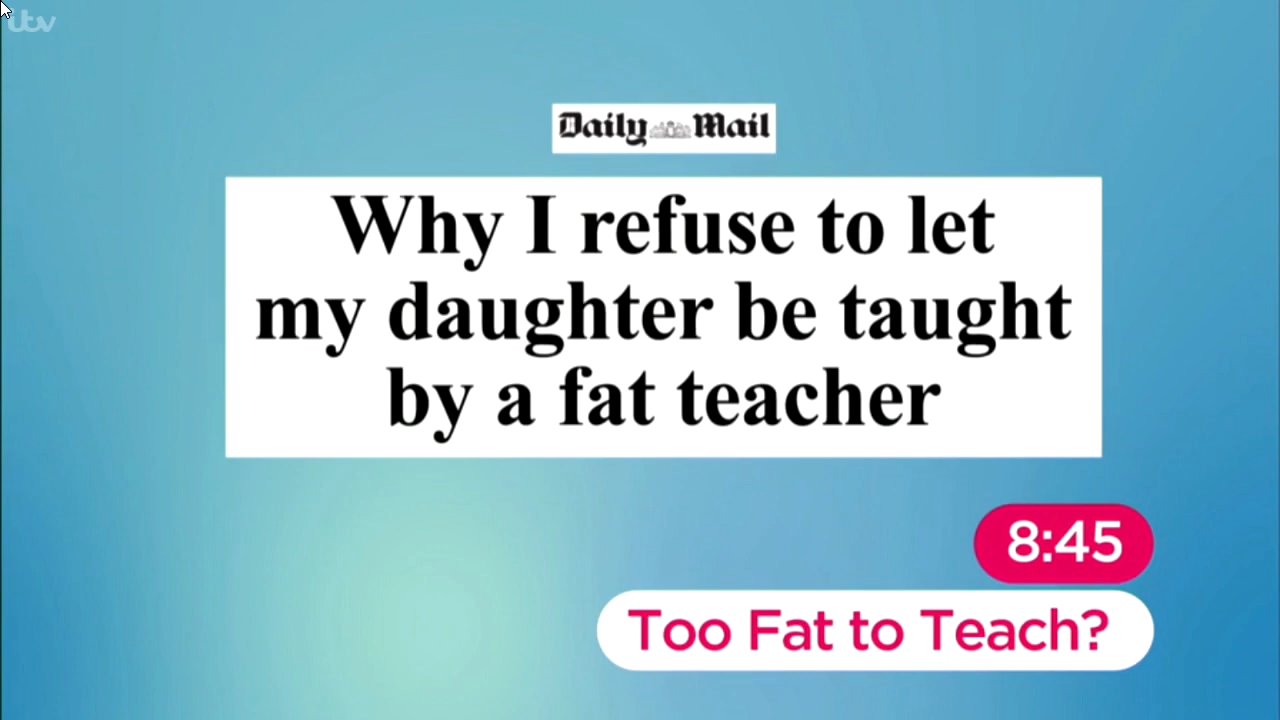 itv
Daily Mail
Why I refuse to let
my daughter be taught
by a fat teacher
8:45
Too Fat to Teach?